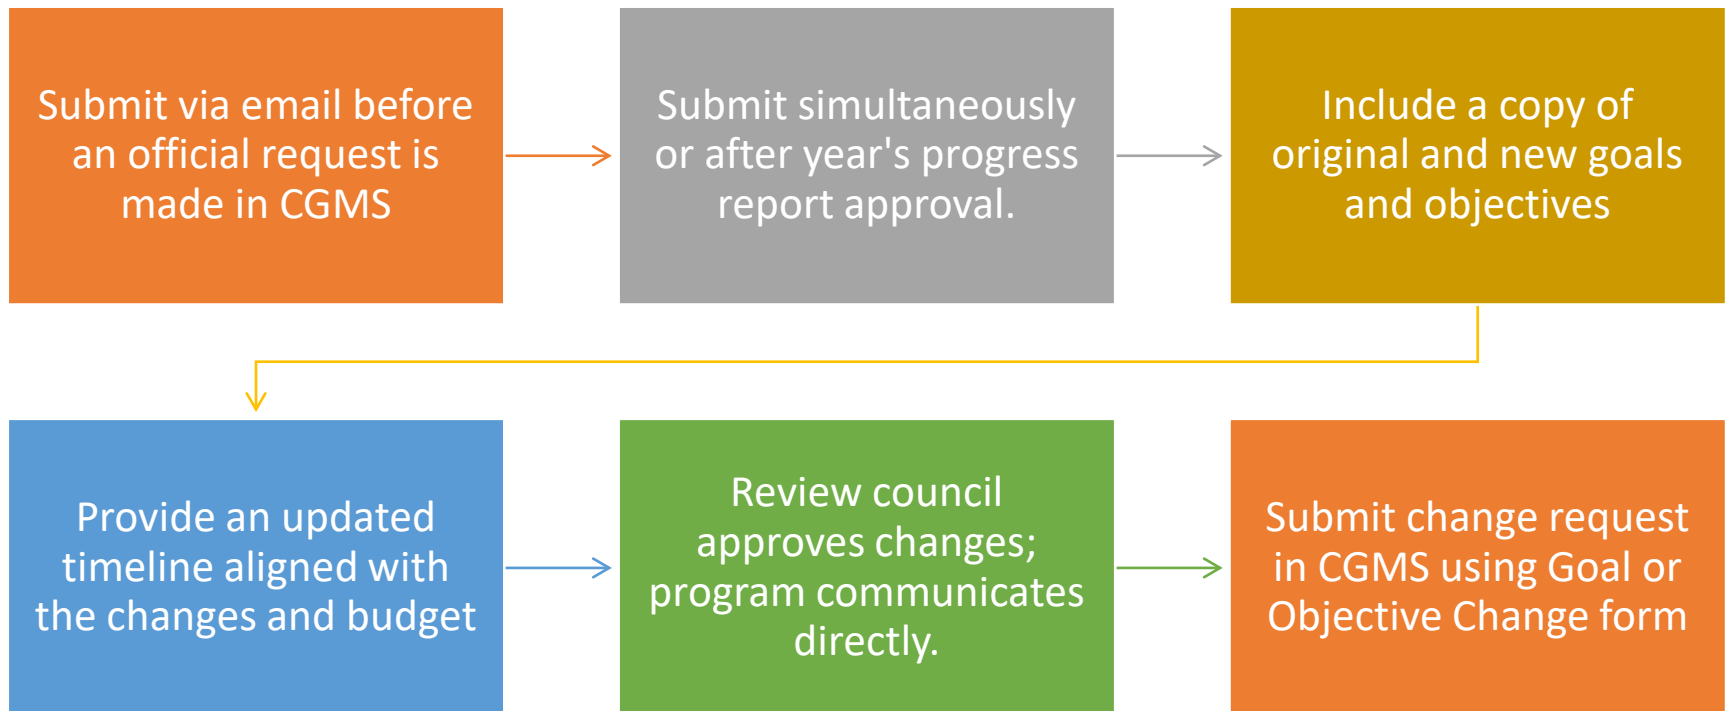 Submit via email before
an official request is
made in CGMS
Submit simultaneously
or after year's progress
report approval.
Include a copy of
original and new goals
and objectives
Provide an updated
timeline aligned with
the changes and budget
Review council
approves changes;
program communicates
directly.
Submit change request
in CGMS using Goal or
Objective Change form